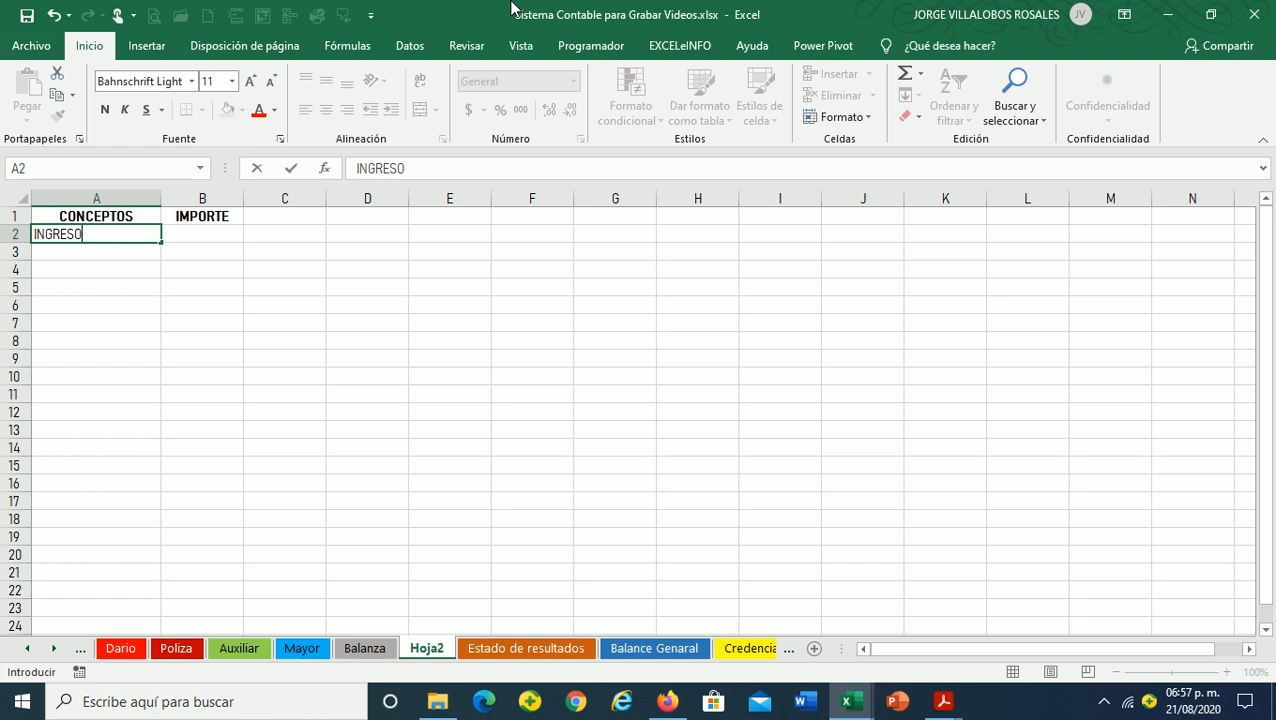 Sistema Contable para Grabar Videos.xlsx - Excel
JORGE VILLALOBOS ROSALES
JV
Archivo Inicio Insertar Disposición de página Fórmulas Datos Revisar Vista Programador EXCELeINFO Ayuda Power Pivot ¿Qué desea hacer? Compartir
Pegar
Portapapeles
Bahnschrift Light 11
N K S
Fuente
Alineación
General
$ % 000
Número
Formato condicional
Dar formato como tabla
Estilos de celda
Estilos
Insertar
Eliminar
Formato
Celdas
Ordenar y filtrar
Buscar y seleccionar
Edición
Confidencialidad
Confidencialidad
A2 fx INGRESO
A B C D E F G H I J K L M N
1 CONCEPTOS IMPORTE
2 INGRESO
3
4
5
6
7
8
9
10
11
12
13
14
15
16
17
18
19
20
21
22
23
24
... Dario Poliza Auxiliar Mayor Balanza Hoja2 Estado de resultados Balance Genaral Credencia ...
Introducir 100%
Escribe aquí para buscar
06:57 p. m.
21/08/2020